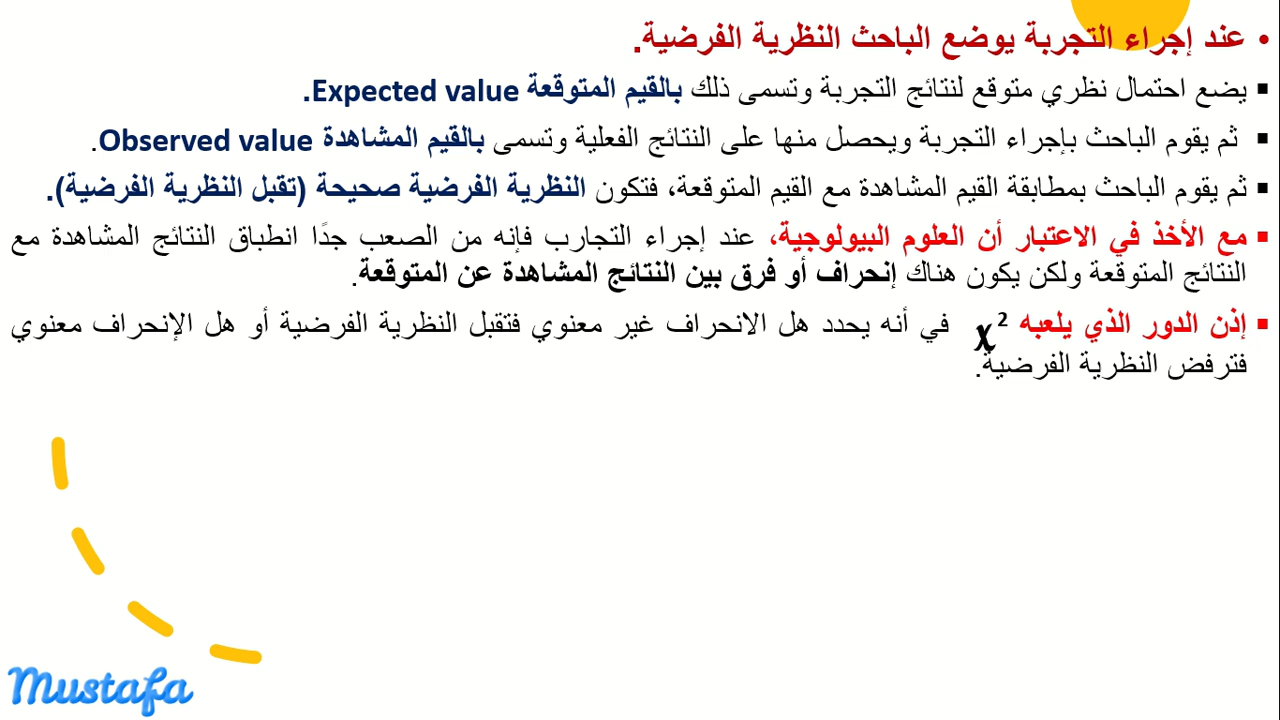 • عند إجراء التجربة يوضع الباحث النظرية الفرضية.
▪ يضع احتمال نظري متوقع لنتائج التجربة وتسمى ذلك بالقيم المتوقعة Expected value.
▪ ثم يقوم الباحث بإجراء التجربة ويحصل منها على النتائج الفعلية وتسمى بالقيم المشاهدة Observed value.
▪ ثم يقوم الباحث بمطابقة القيم المشاهدة مع القيم المتوقعة، فتكون النظرية الفرضية صحيحة (تقبل النظرية الفرضية).
▪ مع الأخذ في الاعتبار أن العلوم البيولوجية، عند إجراء التجارب فإنه من الصعب جدًا انطباق النتائج المشاهدة مع
النتائج المتوقعة ولكن يكون هناك إنحراف أو فرق بين النتائج المشاهدة عن المتوقعة.
▪ إذن الدور الذي يلعبه χ² في أنه يحدد هل الانحراف غير معنوي فتقبل النظرية الفرضية أو هل الإنحراف معنوي
فترفض النظرية الفرضية.
Mustafa